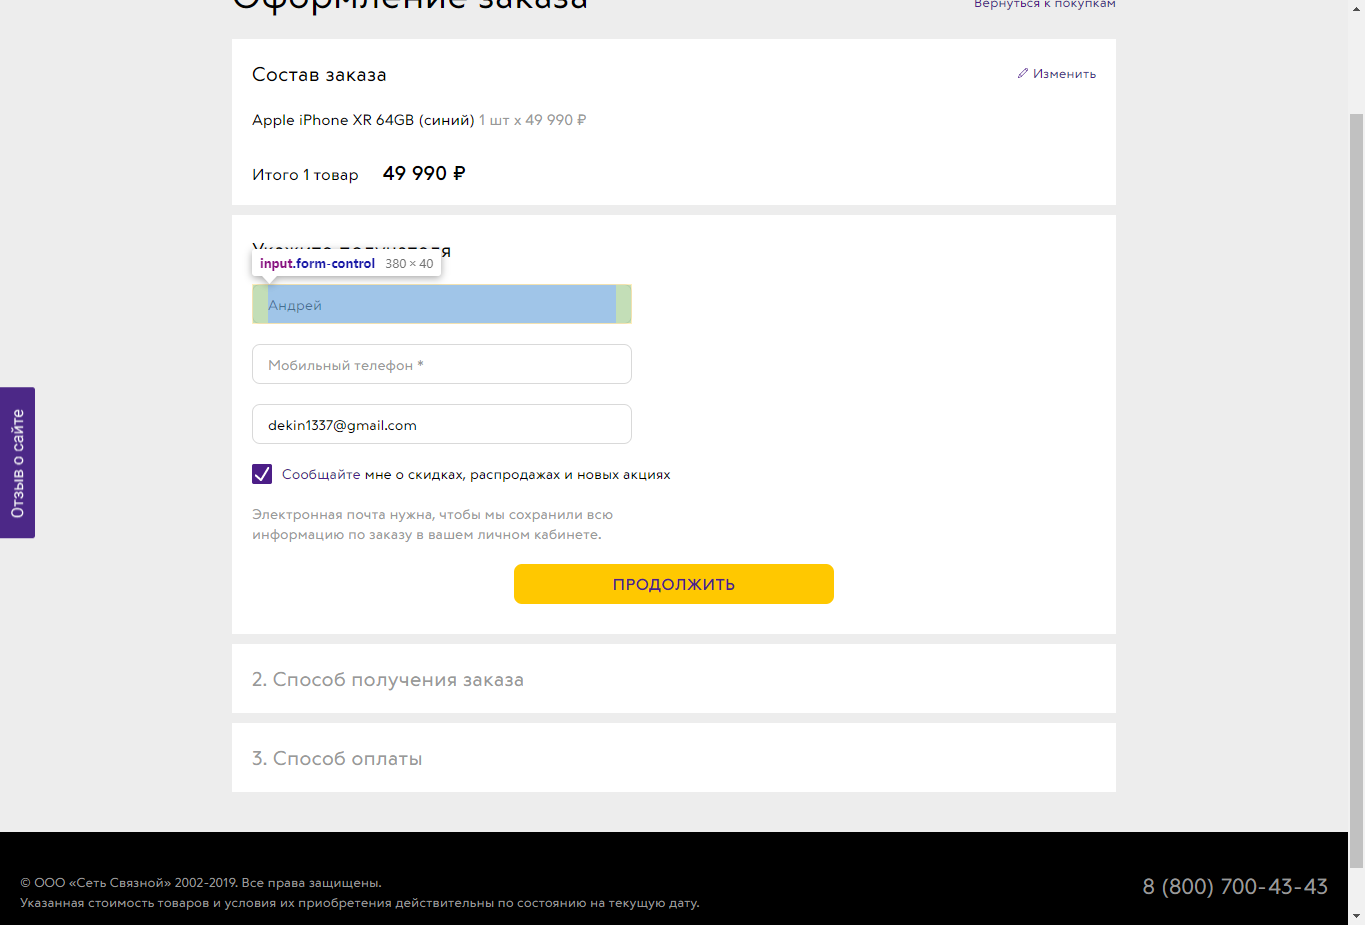 Оформление заказа
Вернуться к покупкам
Состав заказа
Изменить
Apple iPhone XR 64GB (синий) 1 шт x 49 990 ₽
Итого 1 товар 49 990 ₽
Укажите получателя
input.form-control 380 × 40
Андрей
Мобильный телефон *
dekin1337@gmail.com
Сообщайте мне о скидках, распродажах и новых акциях
Электронная почта нужна, чтобы мы сохранили всю
информацию по заказу в вашем личном кабинете.
ПРОДОЛЖИТЬ
2. Способ получения заказа
3. Способ оплаты
Отзыв о сайте
© ООО «Сеть Связной» 2002-2019. Все права защищены.
Указанная стоимость товаров и условия их приобретения действительны по состоянию на текущую дату.
8 (800) 700-43-43